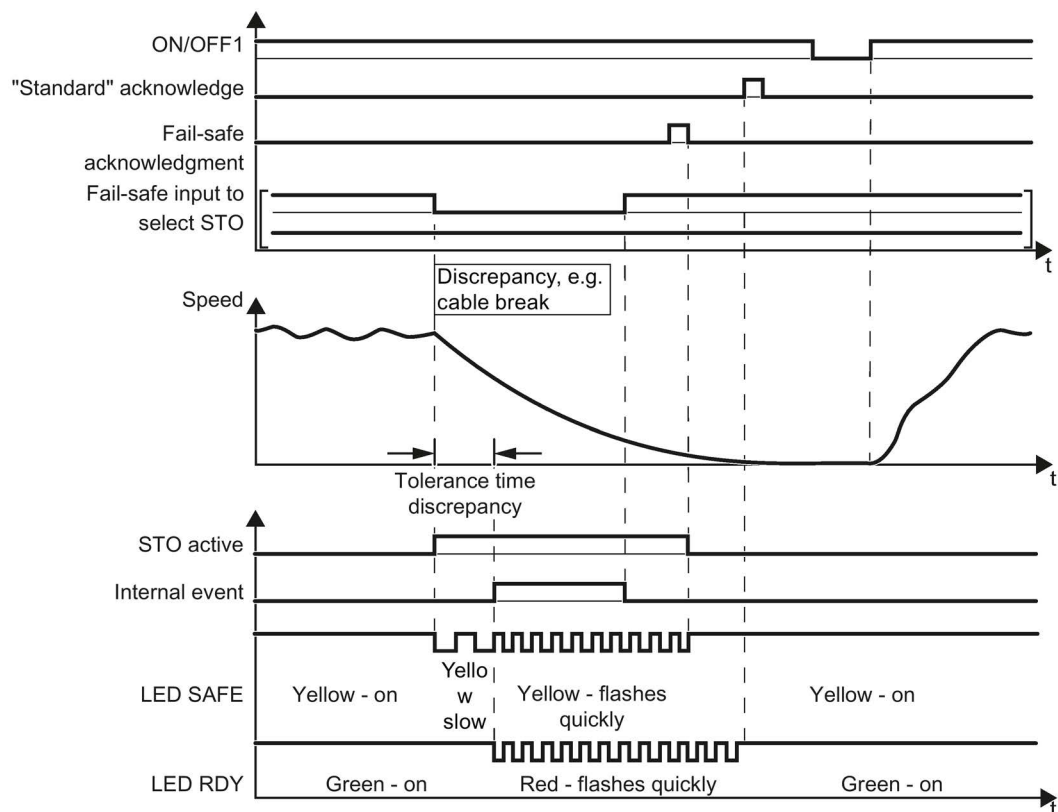 ON/OFF1
"Standard" acknowledge
Fail-safe
acknowledgment
Fail-safe input to
select STO
t
Discrepancy, e.g.
cable break
Speed
t
Tolerance time
discrepancy
STO active
Internal event
LED SAFE
Yellow - on
Yello
w
slow
Yellow - flashes
quickly
Yellow - on
LED RDY
Green - on
Red - flashes quickly
Green - on
t